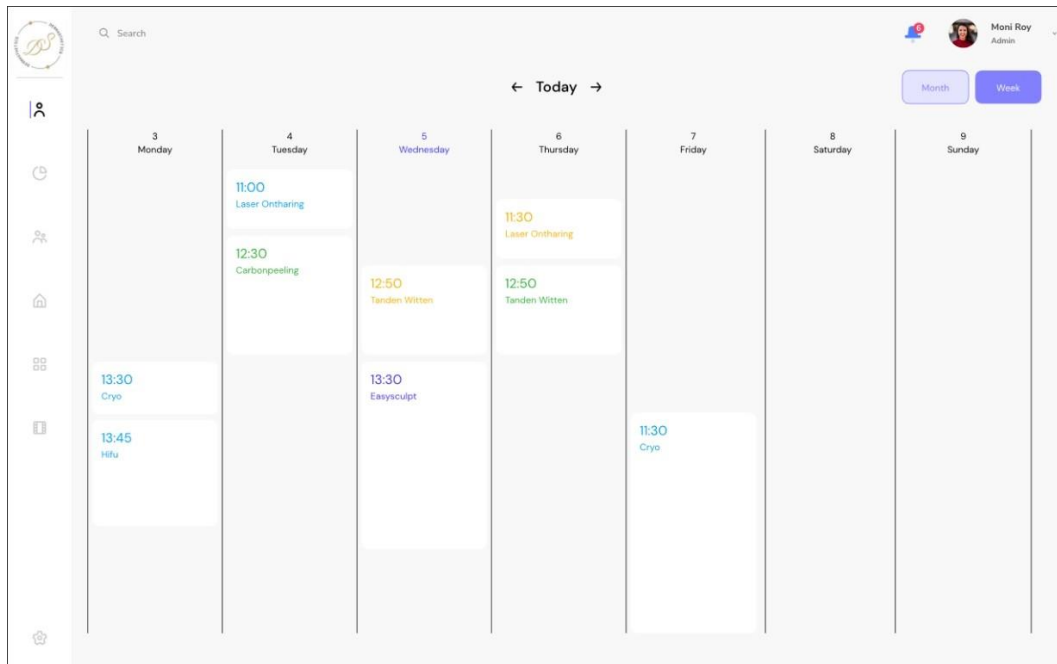 DS
Search
6
Moni Roy
Admin
← Today →
Month
Week
3
Monday
4
Tuesday
5
Wednesday
6
Thursday
7
Friday
8
Saturday
9
Sunday
13:30
Cryo
13:45
Hifu
11:00
Laser Ontharing
12:30
Carbonpeeling
12:50
Tanden Witten
13:30
Easysculpt
11:30
Laser Ontharing
12:50
Tanden Witten
11:30
Cryo